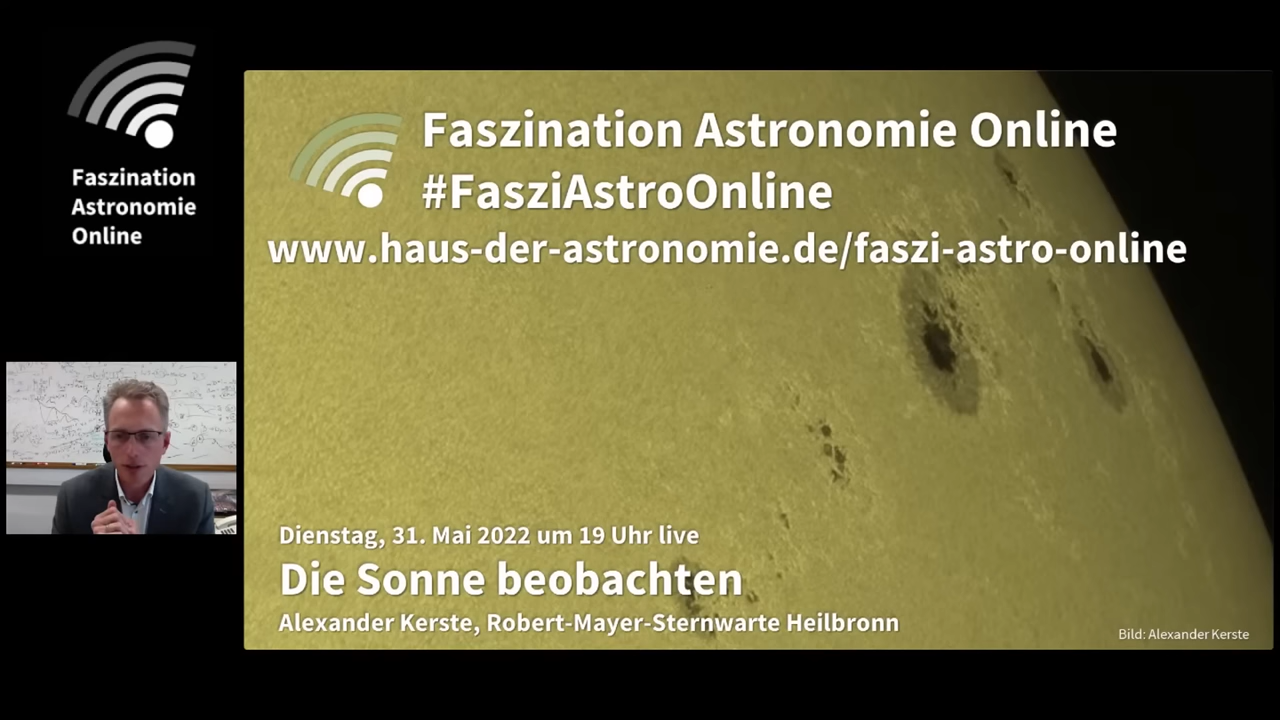 Faszination
Astronomie
Online
Faszination Astronomie Online
#FasziAstroOnline
www.haus-der-astronomie.de/faszi-astro-online
Dienstag, 31. Mai 2022 um 19 Uhr live
Die Sonne beobachten
Alexander Kerste, Robert-Mayer-Sternwarte Heilbronn
Bild: Alexander Kerste